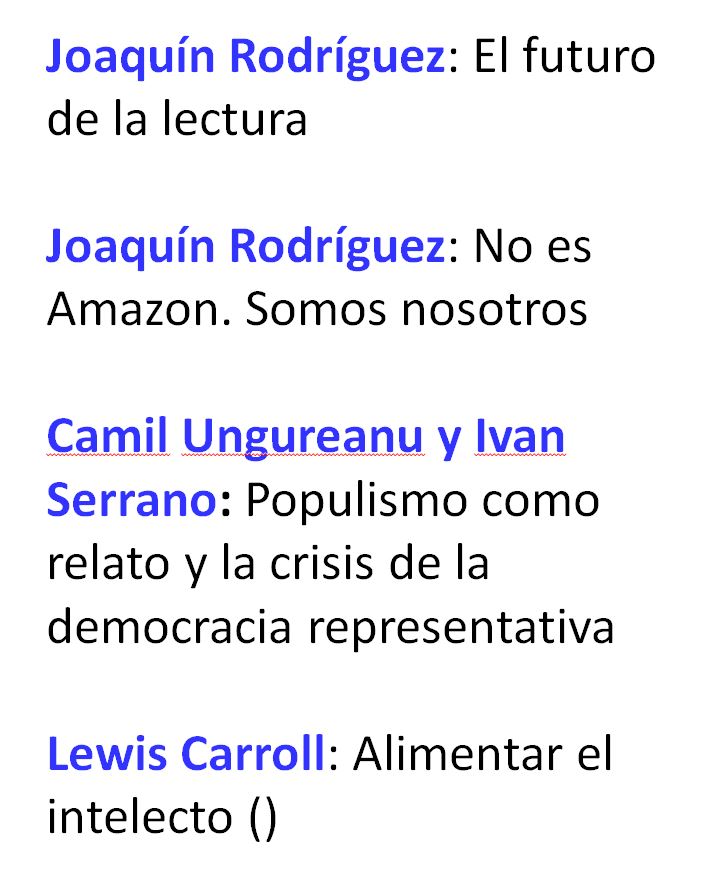 Joaquín Rodríguez: El futuro
de la lectura
Joaquín Rodríguez: No es
Amazon. Somos nosotros
Camil Ungureanu y Ivan
Serrano: Populismo como
relato y la crisis de la
democracia representativa
Lewis Carroll: Alimentar el
intelecto ()